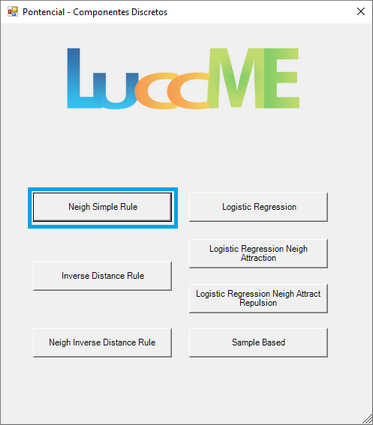 Pontencial - Componentes Discretos
LuccME
Neigh Simple Rule
Logistic Regression
Logistic Regression Neigh
Attraction
Inverse Distance Rule
Logistic Regression Neigh Attract
Repulsion
Neigh Inverse Distance Rule
Sample Based